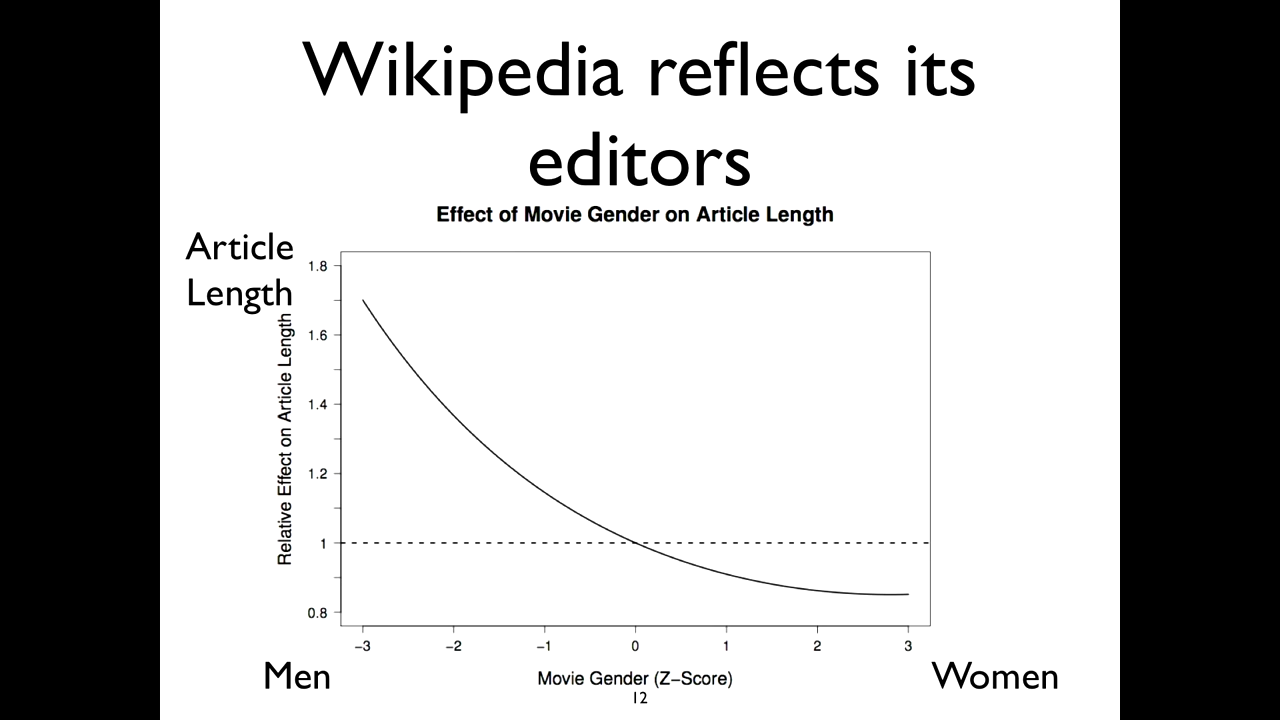 Wikipedia reflects its
editors
Effect of Movie Gender on Article Length
Article
Length
Relative Effect on Article Length
1.8
1.6
1.4
1.2
1
0.8
−3 −2 −1 0 1 2 3
Men
Movie Gender (Z−Score)
Women
12